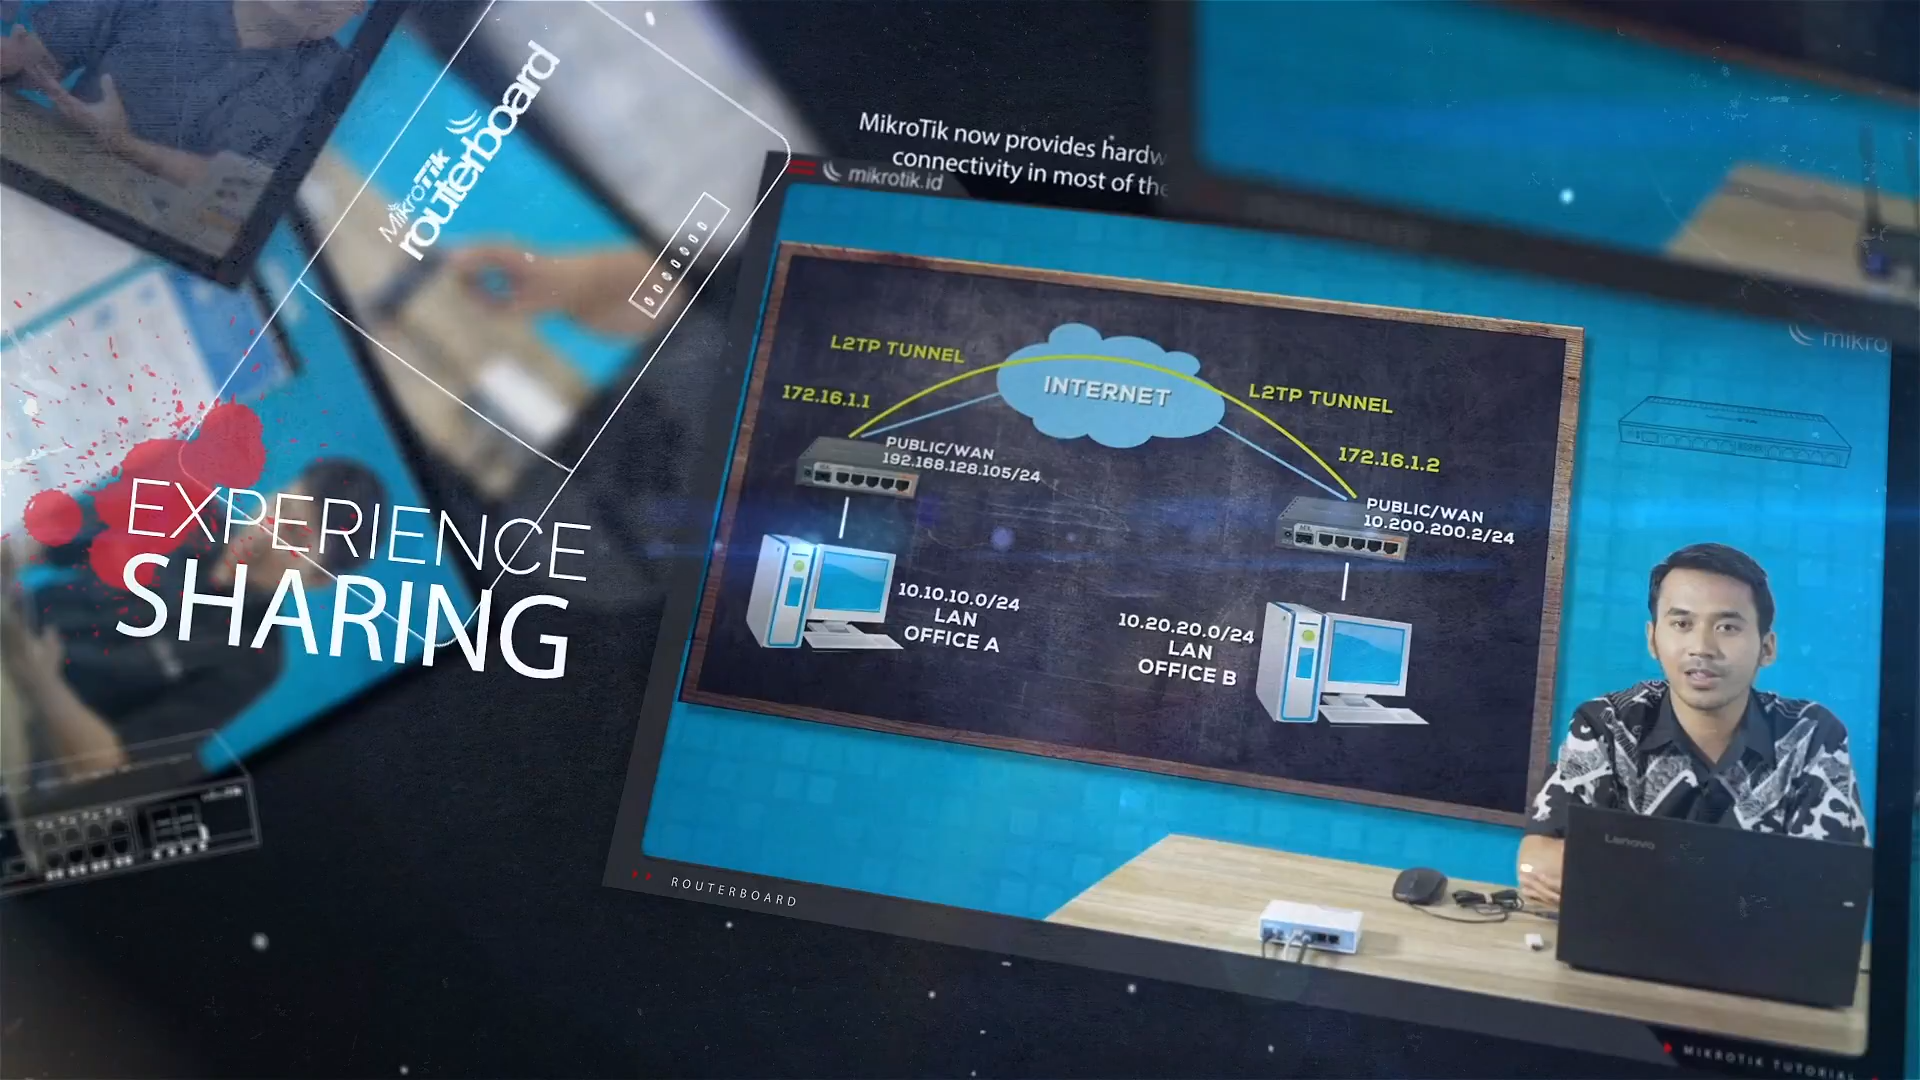 MikroTik
routerboard
MikroTik now provides
connectivity in most of the
mikrotik.id
L2TP TUNNEL
INTERNET
L2TP TUNNEL
172.16.1.1
172.16.1.2
PUBLIC/WAN
192.168.128.105/24
PUBLIC/WAN
10.200.200.2/24
10.10.10.0/24
LAN
OFFICE A
10.20.20.0/24
LAN
OFFICE B
EXPERIENCE
SHARING
mikro
Lenovo
ROUTERBOARD
MIKROTIK TUTORIAL